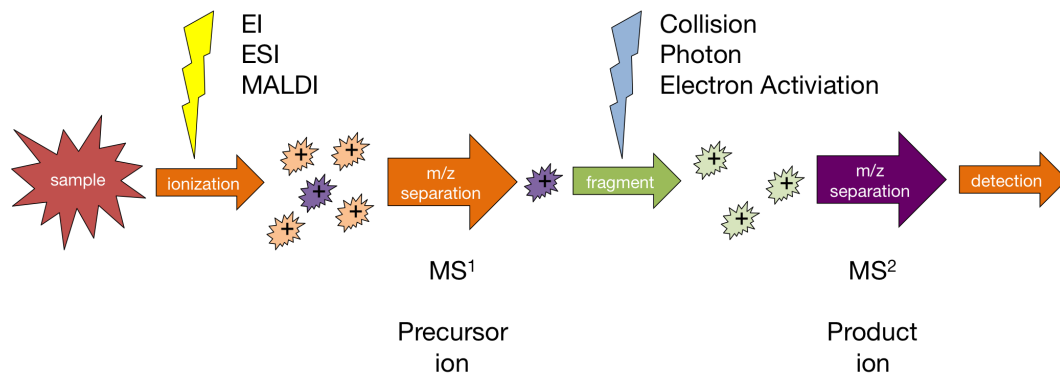 EI
ESI
MALDI
Collision
Photon
Electron Activiation
sample
ionization
+
+
+
+
+
m/z
separation
+
fragment
+
+
+
m/z
separation
detection
MS¹
MS²
Precursor
ion
Product
ion